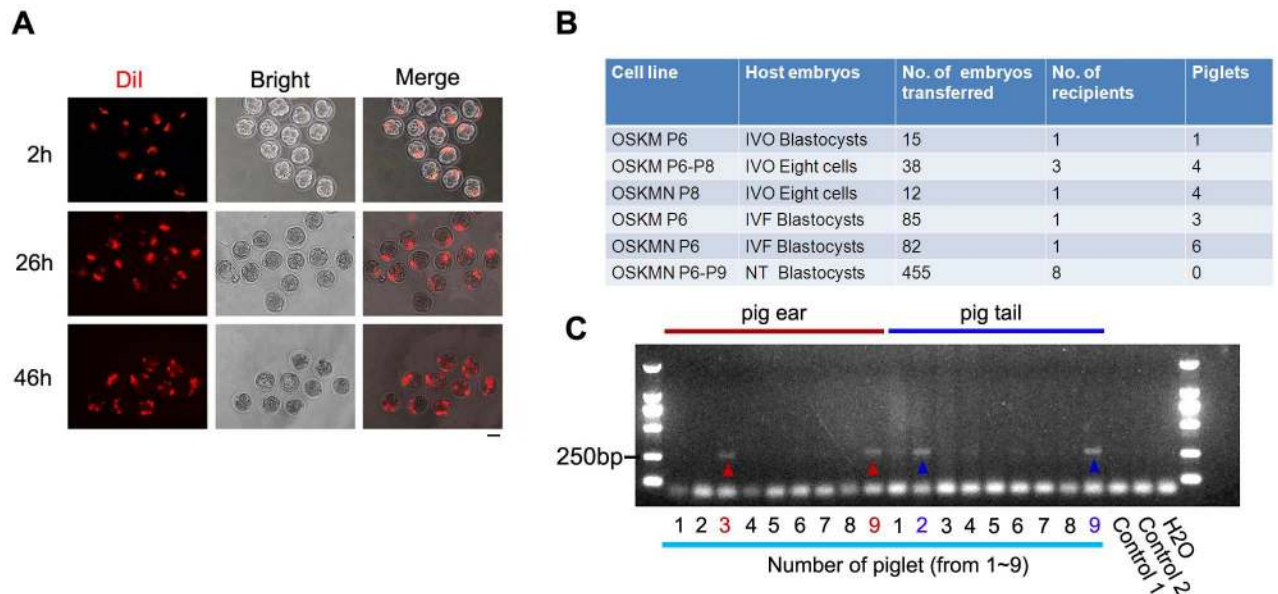 A
DiI Bright Merge
2h
26h
46h
B
Cell line Host embryos No. of embryos transferred No. of recipients Piglets
OSKM P6 IVO Blastocysts 15 1 1
OSKM P6-P8 IVO Eight cells 38 3 4
OSKMN P8 IVO Eight cells 12 1 4
OSKM P6 IVF Blastocysts 85 1 3
OSKMN P6 IVF Blastocysts 82 1 6
OSKMN P6-P9 NT Blastocysts 455 8 0
C
pig ear pig tail
250bp
1 2 3 4 5 6 7 8 9 1 2 3 4 5 6 7 8 9 Control 1 Control 2 H2O
Number of piglet (from 1~9)